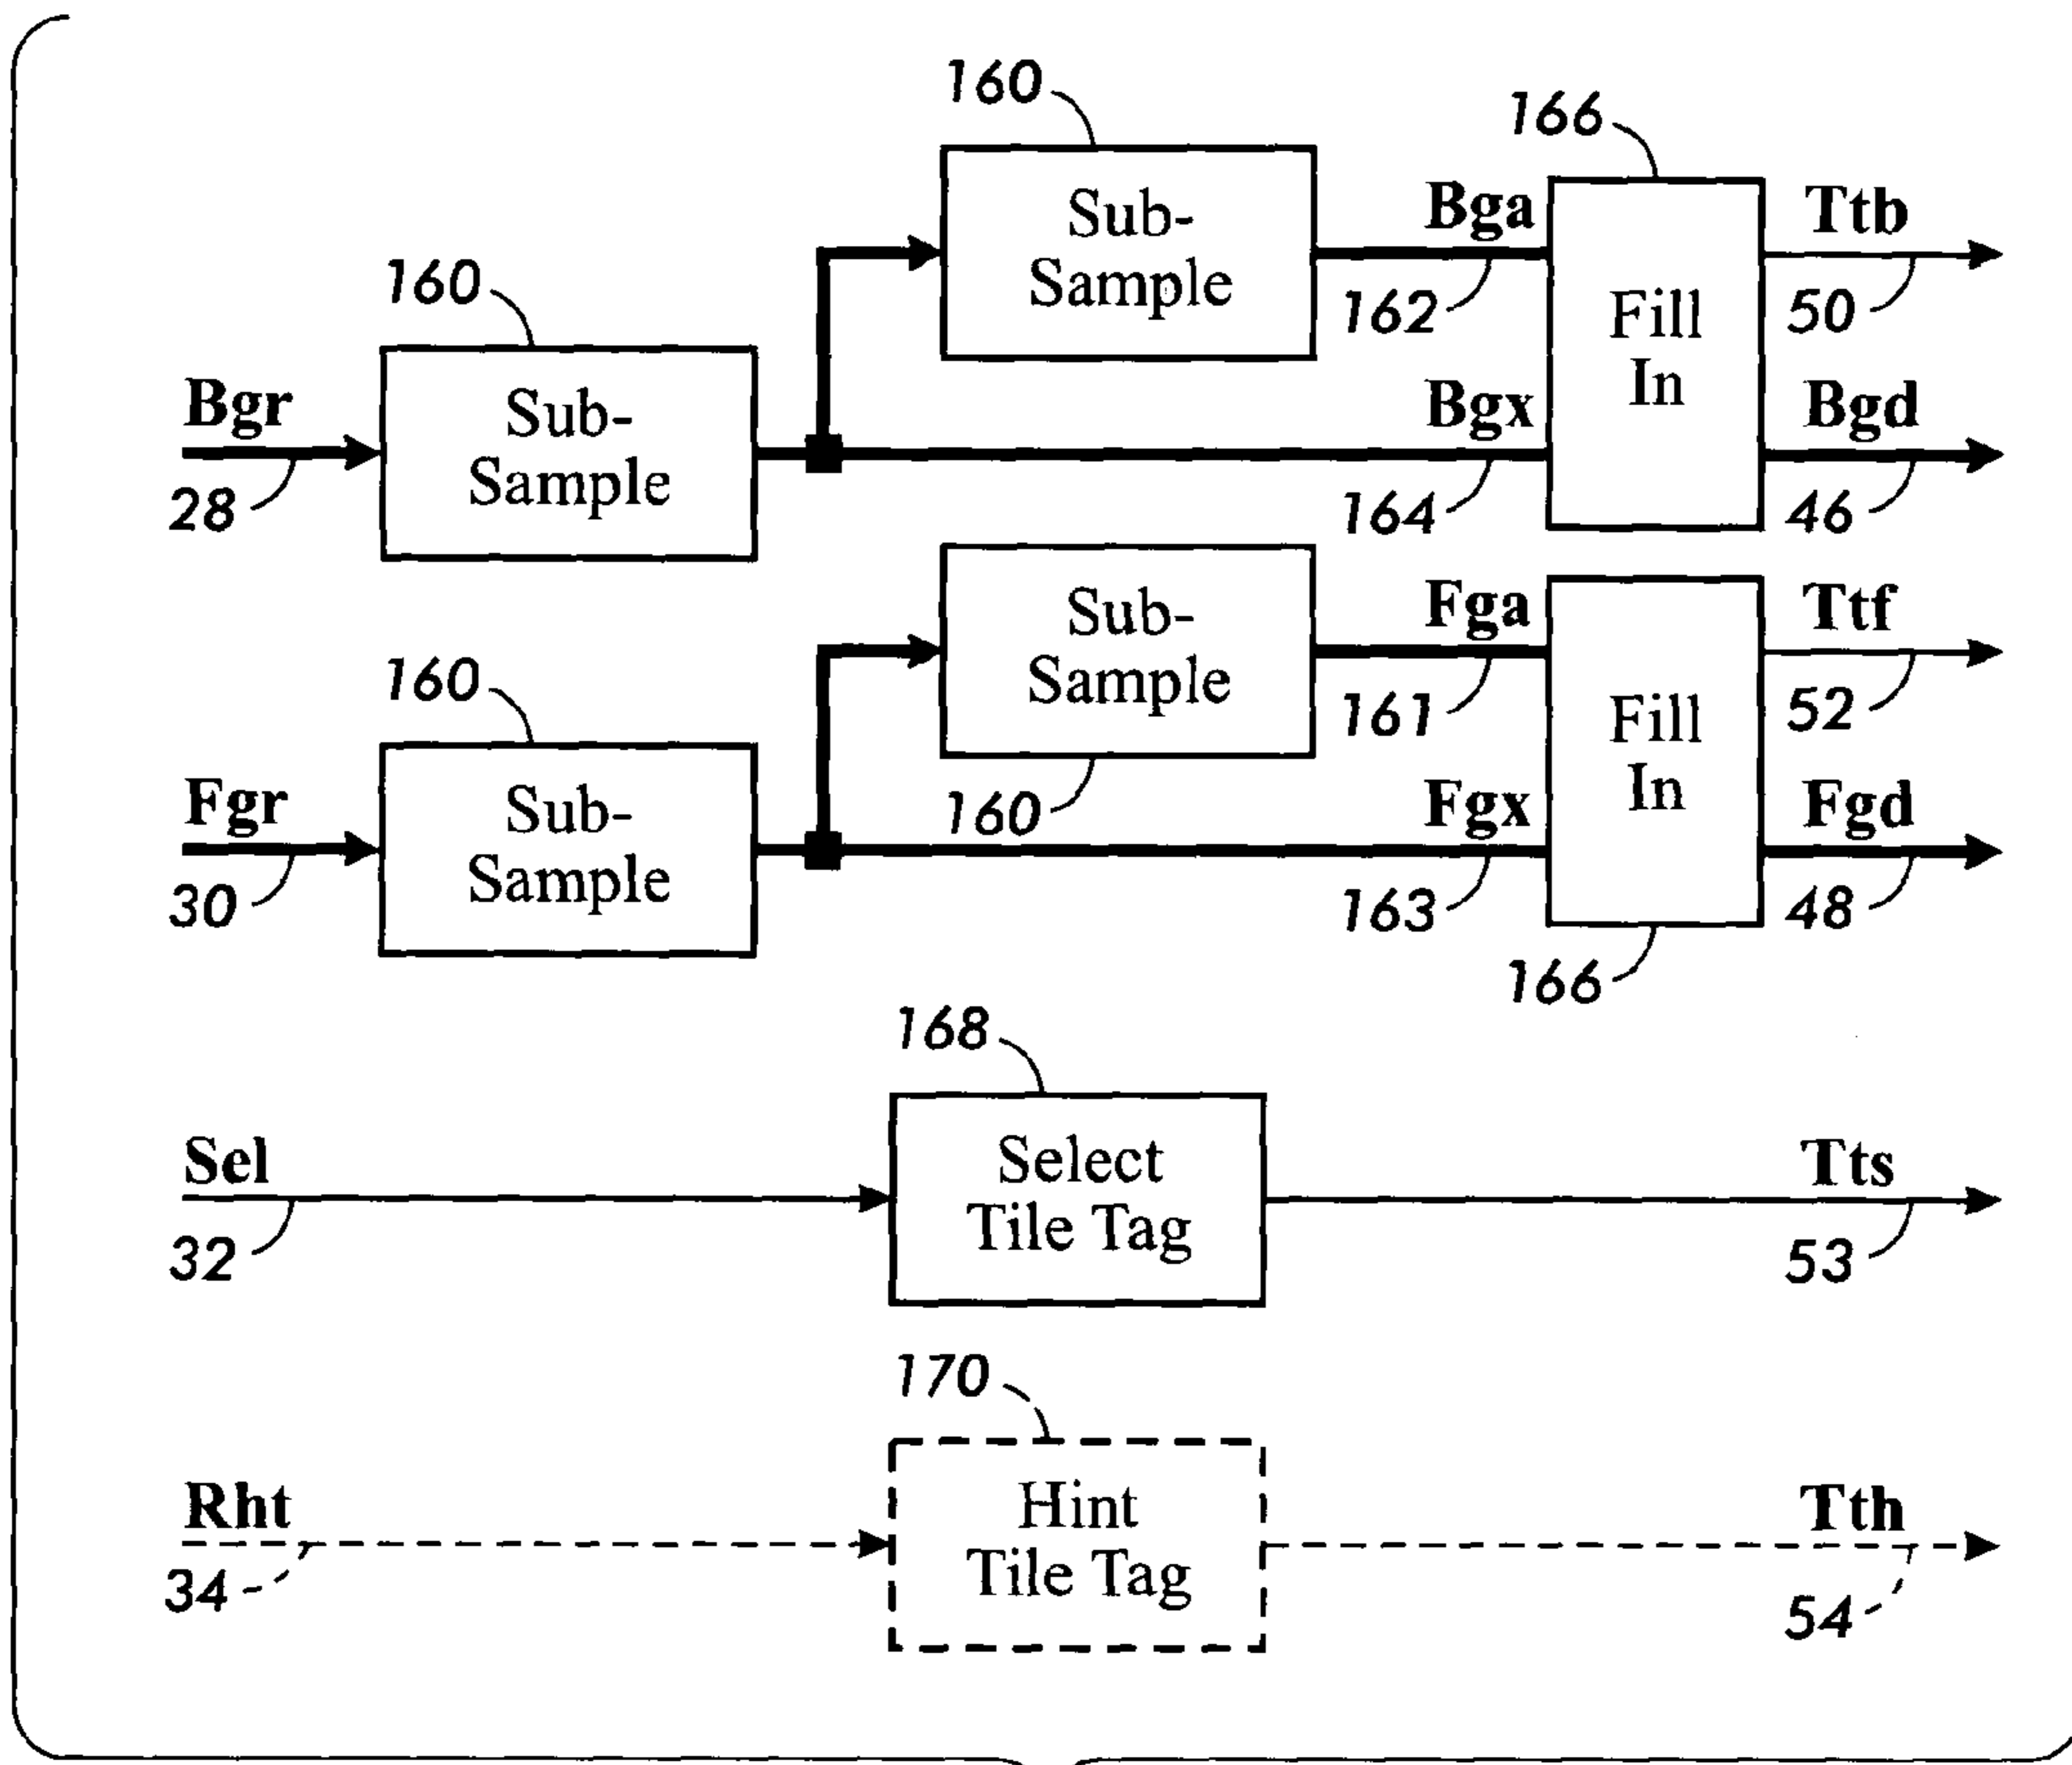 160
166
Sub-
Sample
Bga
162
Fill
In
Ttb
50
160
Bgr
28
Sub-
Sample
Bgx
164
Bgd
46
Sub-
Sample
160
Fga
161
Fill
In
166
Ttf
52
160
Fgr
30
Sub-
Sample
Fgx
163
Fgd
48
168
Sel
32
Select
Tile Tag
Tts
53
170
Rht
34
Hint
Tile Tag
Tth
54